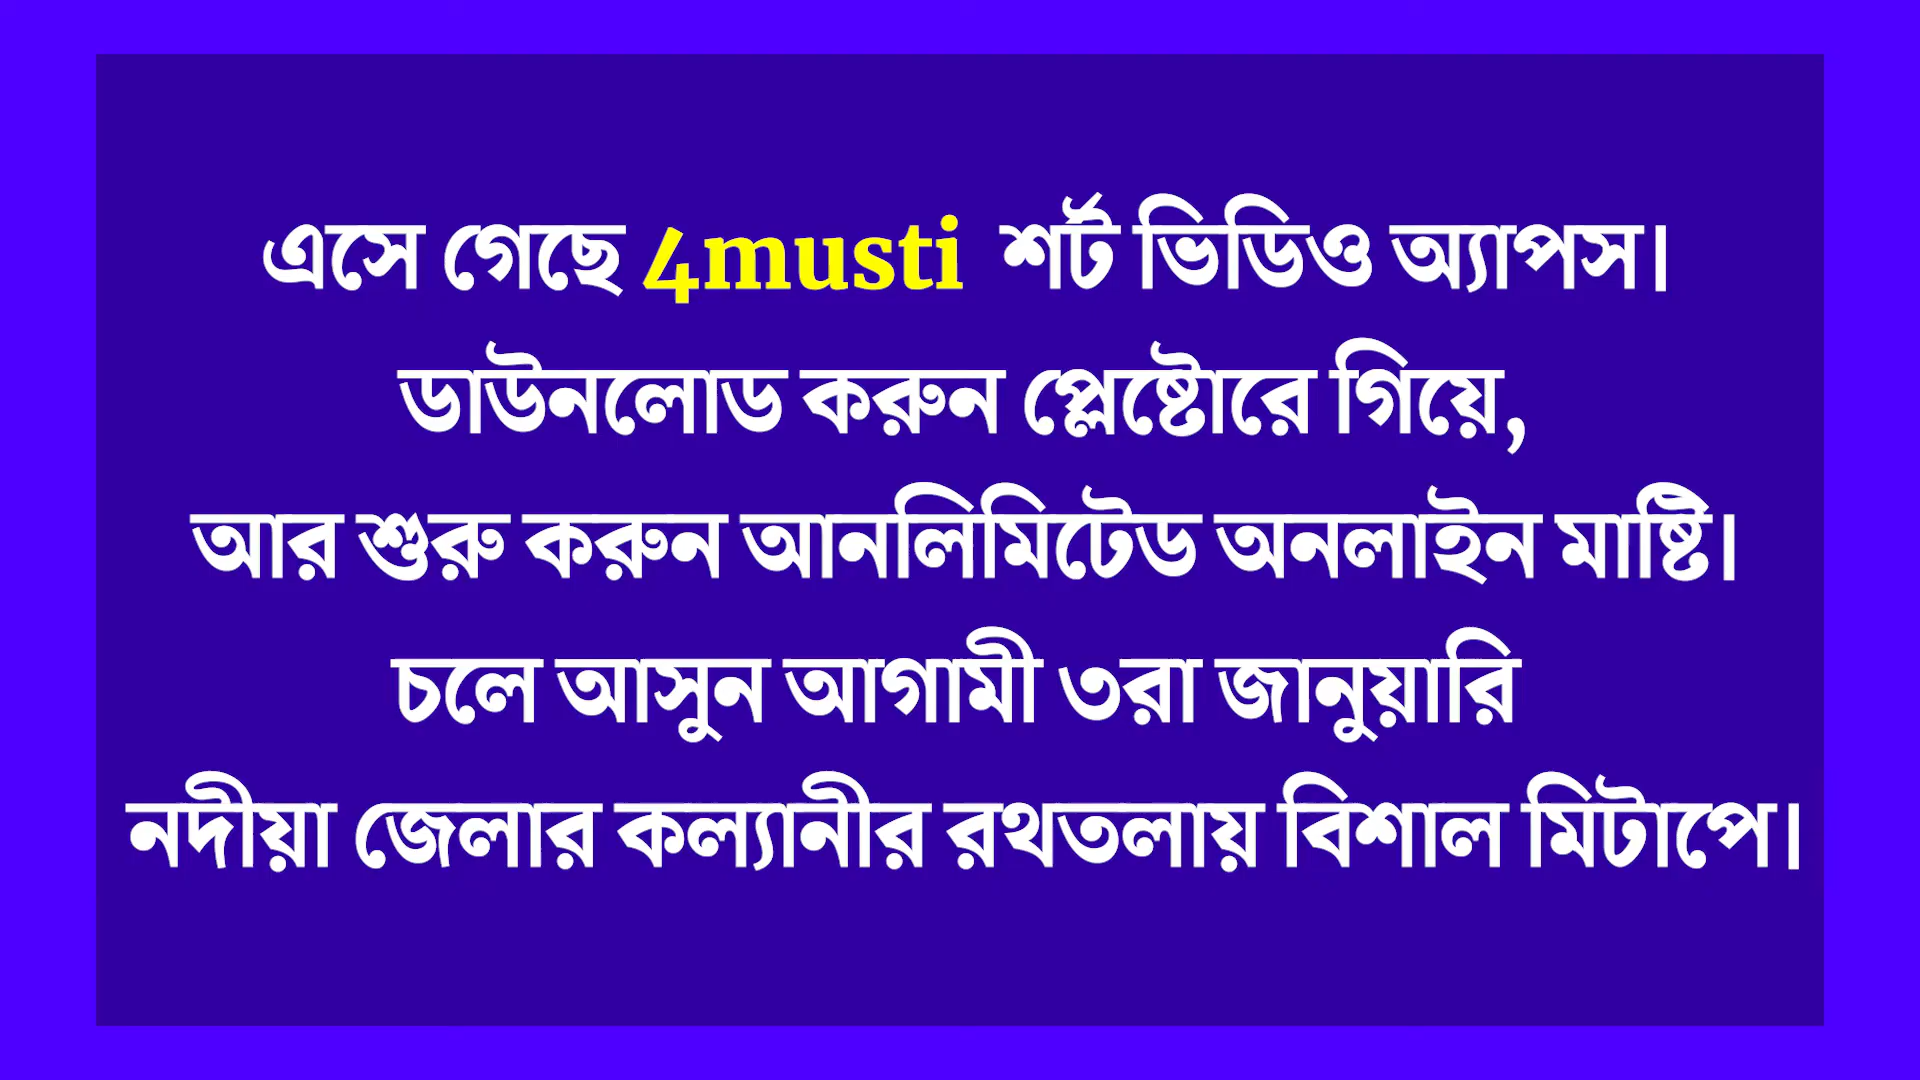 এসে গেছে 4musti শর্ট ভিডিও অ্যাপস।
ডাউনলোড করুন প্লেষ্টোরে গিয়ে,
আর শুরু করুন আনলিমিটেড অনলাইন মাষ্টি।
চলে আসুন আগামী ৩রা জানুয়ারি
নদীয়া জেলার কল্যানীর রথতলায় বিশাল মিটাপে।